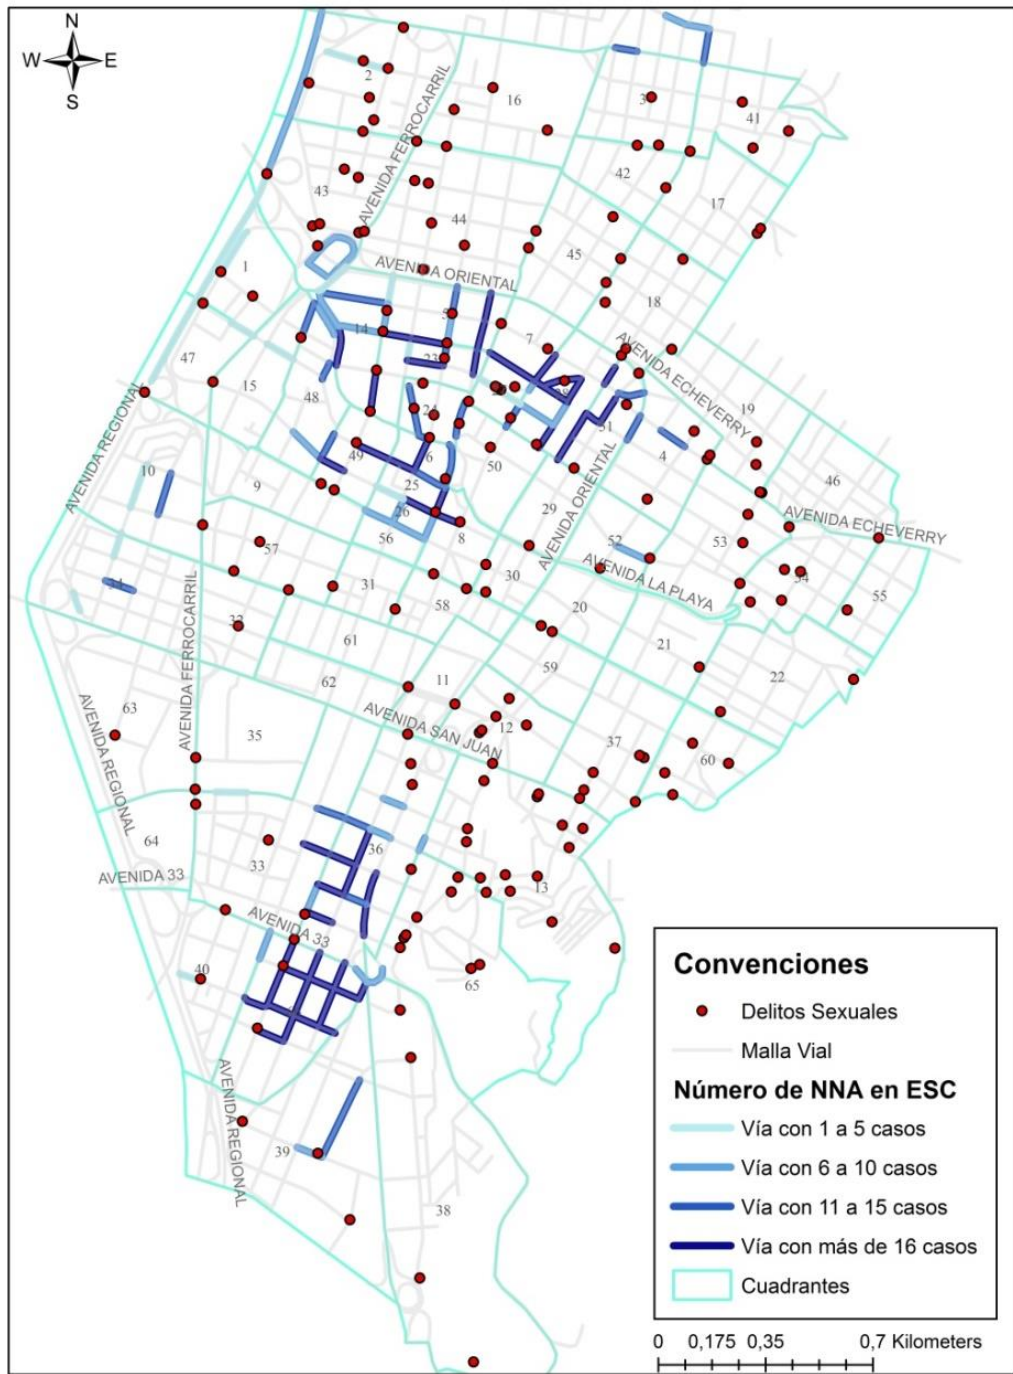 N
W E
S
2
16
3
41
AVENIDA FERROCARRIL
42
17
43
44
45
1
AVENIDA ORIENTAL
18
14
7
AVENIDA ECHEVERRY
47
23
15
48
24
19
51
AVENIDA REGIONAL
49
6
50
4
46
10
9
25
29
AVENIDA ORIENTAL
26
AVENIDA ECHEVERRY
56
8
52
53
57
31
30
AVENIDA LA PLAYA
54
34
58
20
55
32
61
21
AVENIDA FERROCARRIL
59
22
62
11
63
AVENIDA SAN JUAN
12
35
37
60
AVENIDA REGIONAL
64
36
33
AVENIDA 33
13
AVENIDA 33
40
65
AVENIDA REGIONAL
39
38
Convenciones
Delitos Sexuales
Malla Vial
Número de NNA en ESC
Vía con 1 a 5 casos
Vía con 6 a 10 casos
Vía con 11 a 15 casos
Vía con más de 16 casos
Cuadrantes
0 0,175 0,35 0,7 Kilometers